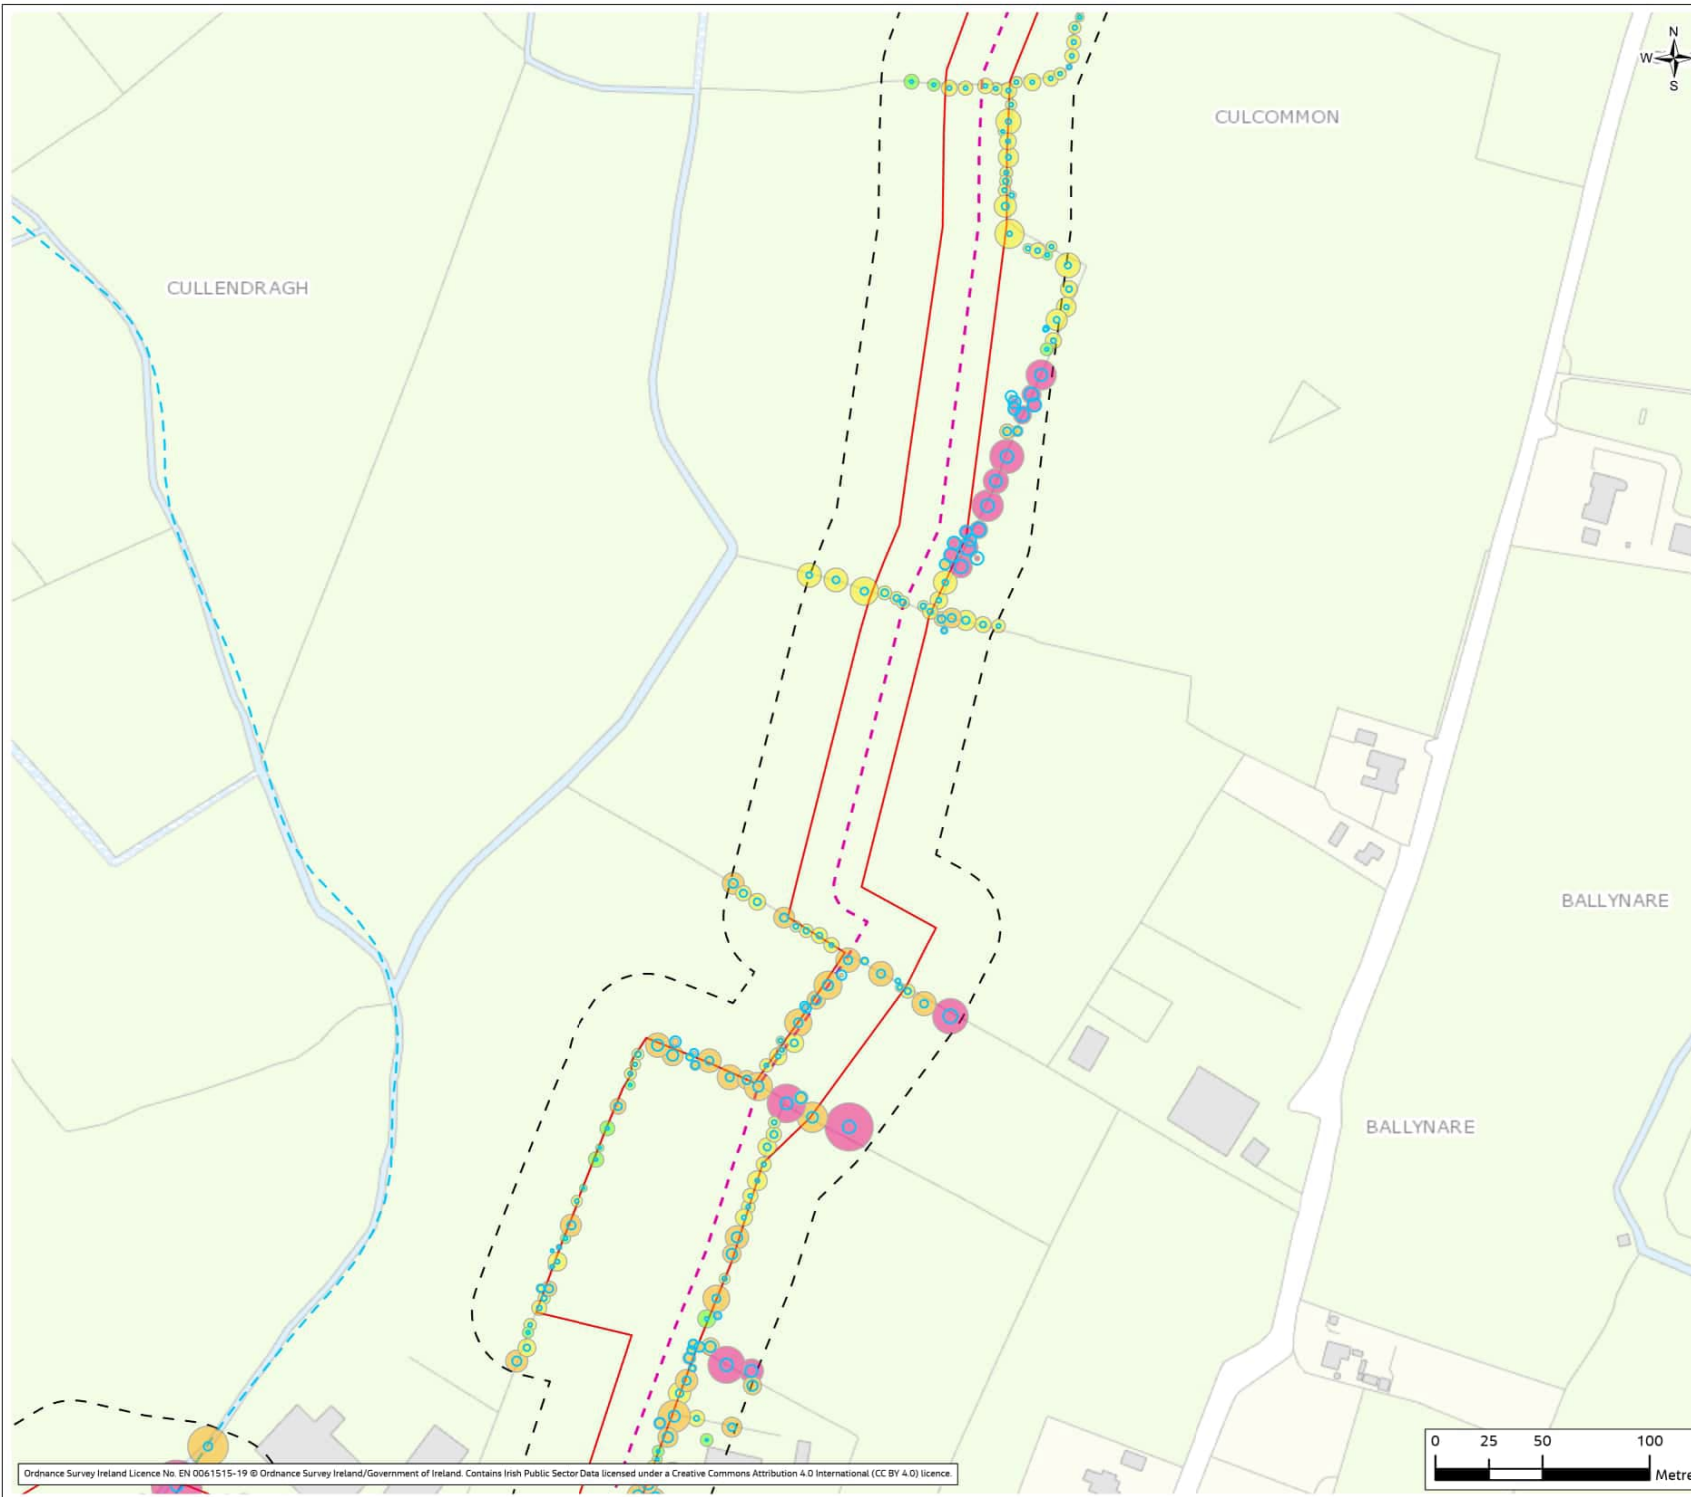 N
W
S
CULCOMMON
CULLENDRAGH
BALLYNARE
BALLYNARE
0 25 50 100
Metre
Ordnance Survey Ireland Licence No. EN 0061515-19 © Ordnance Survey Ireland/Government of Ireland. Contains Irish Public Sector Data licensed under a Creative Commons Attribution 4.0 International (CC BY 4.0) licence.